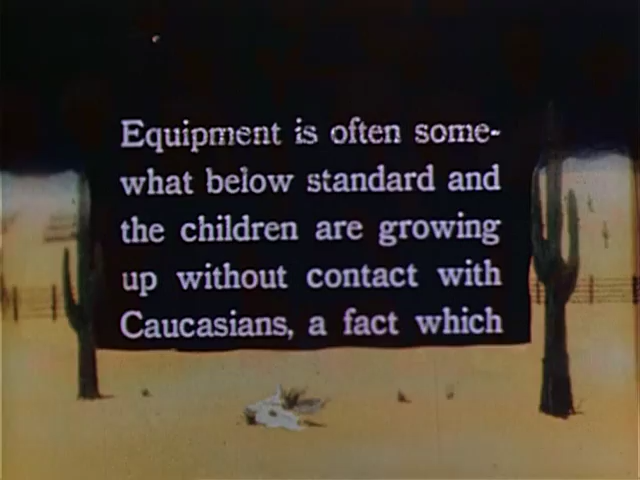 Equipment is often some-
what below standard and
the children are growing
up without contact with
Caucasians, a fact which